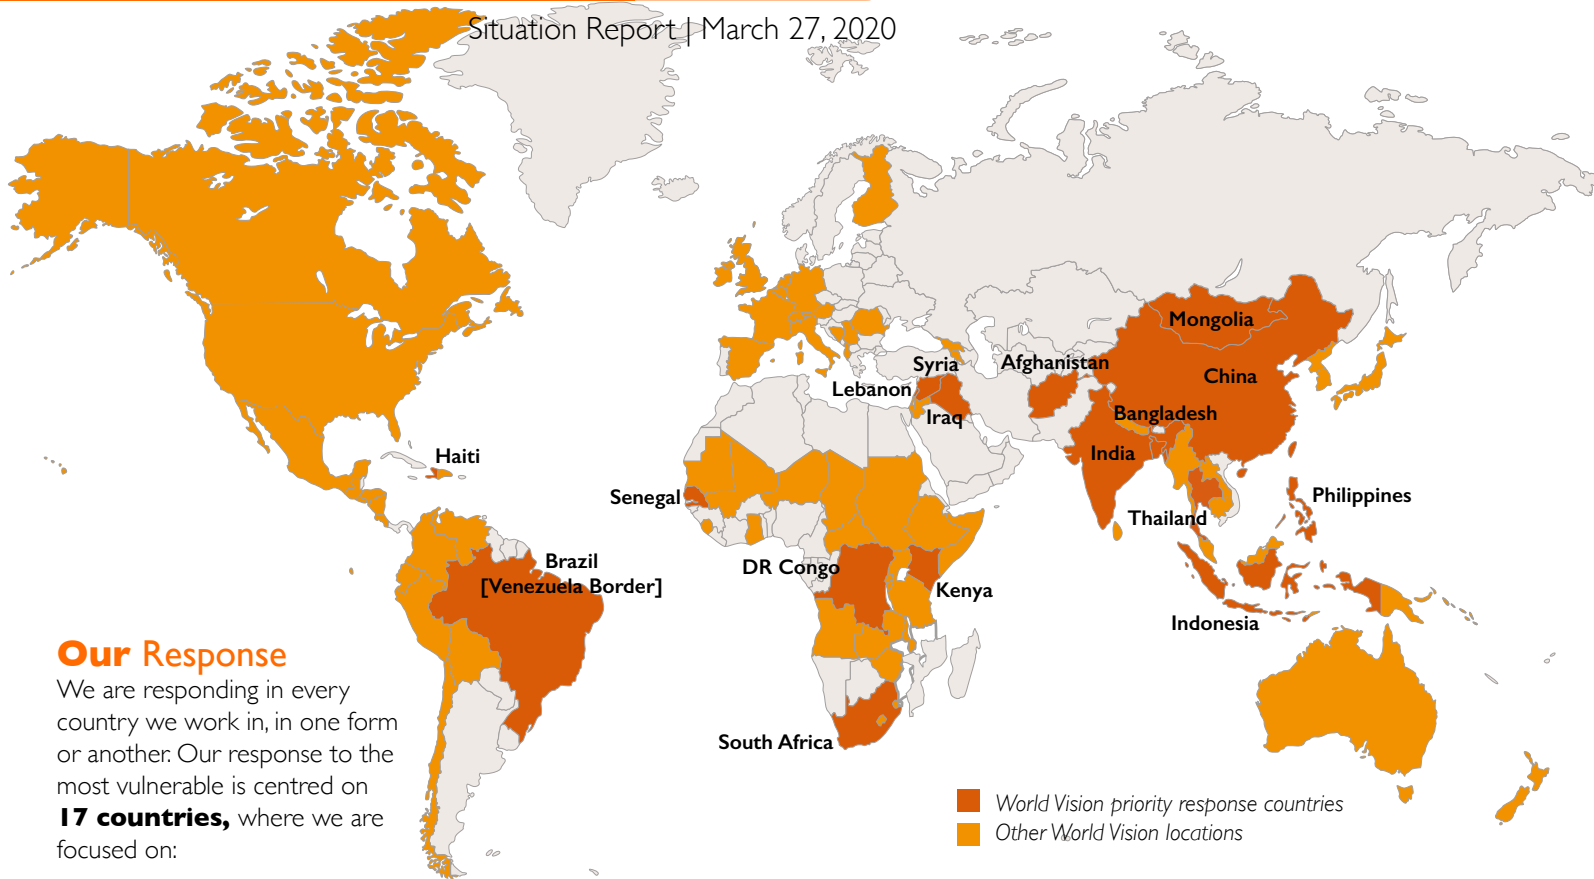 Situation Report | March 27, 2020
Mongolia
Syria
Afghanistan
China
Lebanon
Iraq
Bangladesh
India
Haiti
Senegal
Philippines
Thailand
Brazil
[Venezuela Border]
DR Congo
Kenya
Indonesia
South Africa
Our Response
We are responding in every
country we work in, in one form
or another. Our response to the
most vulnerable is centred on
17 countries, where we are
focused on:
World Vision priority response countries
Other World Vision locations